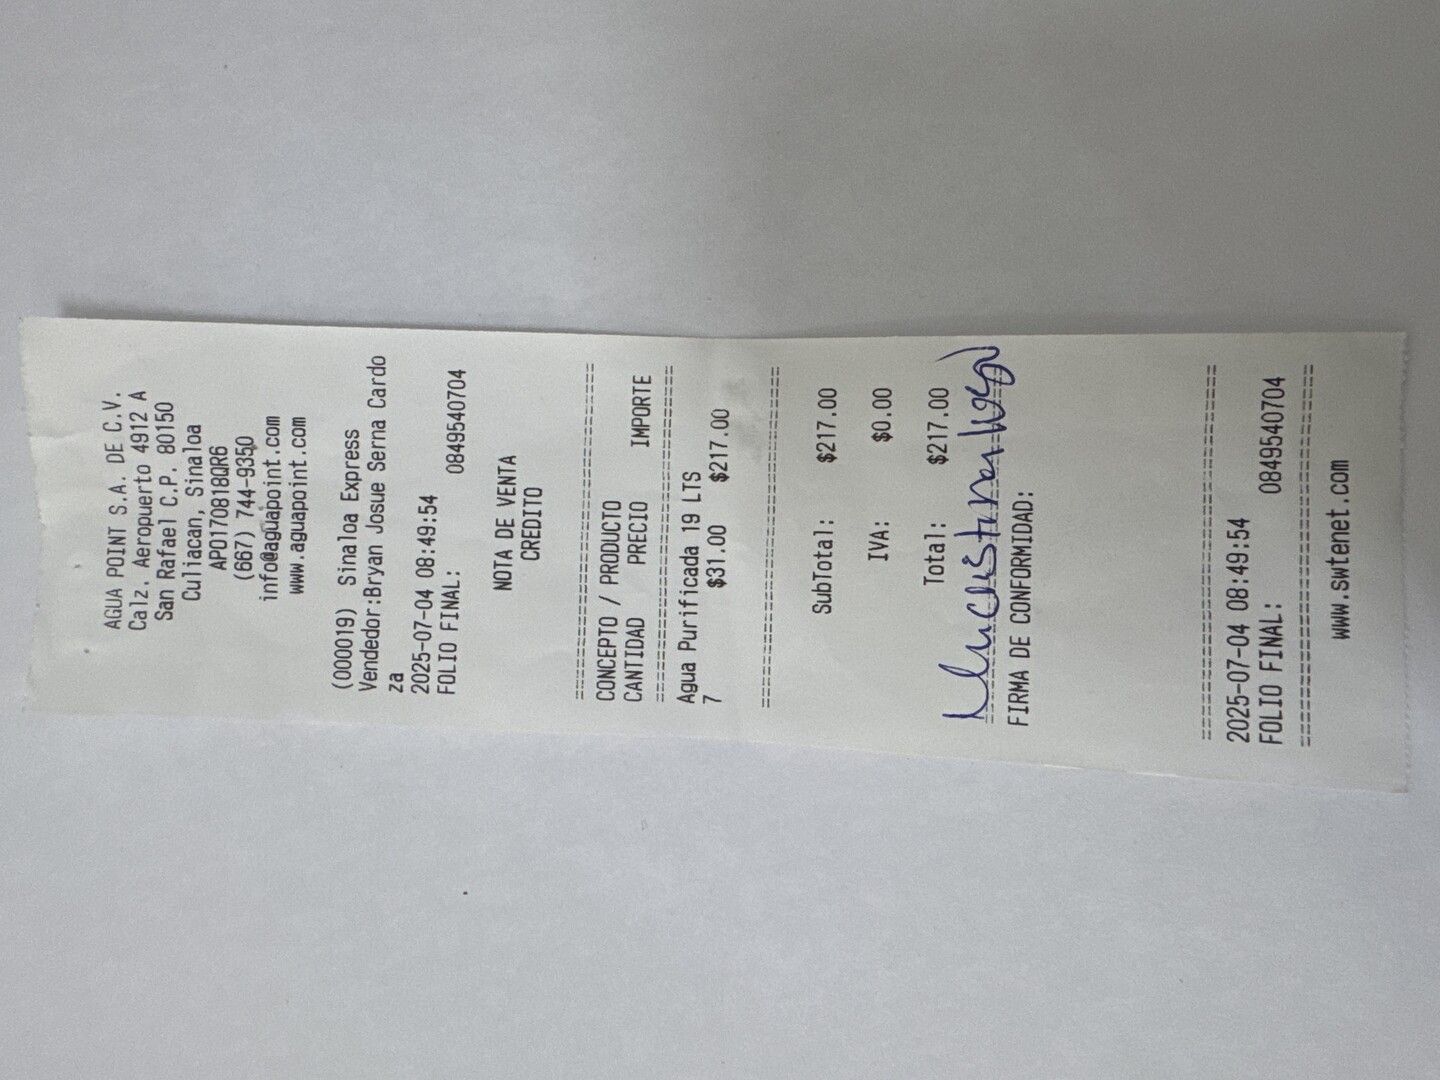 AGUA POINT S.A. DE C.V.
Calz. Aeropuerto 4912 A
San Rafael C.P. 80150
Culiacan, Sinaloa
APO170818QR6
(667) 744-9350
info@aguapoint.com
www.aguapoint.com
(000019) Sinaloa Express
Vendedor:Bryan Josue Serna Cardo
za
2025-07-04 08:49:54
FOLIO FINAL: 0849540704
NOTA DE VENTA
CREDITO
================================
CONCEPTO / PRODUCTO
CANTIDAD PRECIO IMPORTE
================================
Agua Purificada 19 LTS
7 $31.00 $217.00
================================
SubTotal: $217.00
IVA: $0.00
Total: $217.00
================================
FIRMA DE CONFORMIDAD:
================================
2025-07-04 08:49:54
FOLIO FINAL: 0849540704
================================
www.swtenet.com